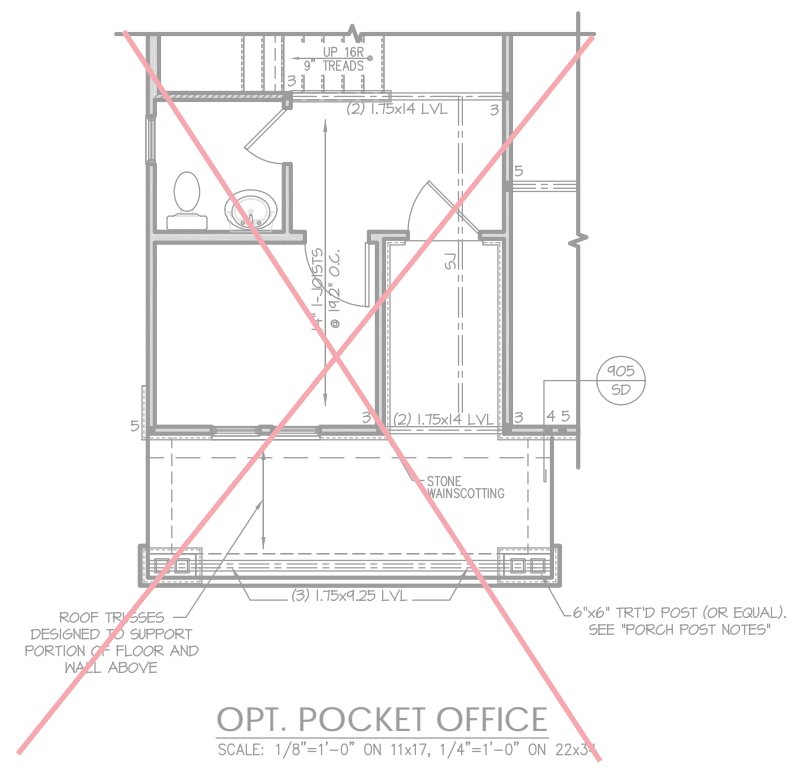 UP 16R
9" TREADS
3
(2) 1.75x14 LVL
3
5
14" I-JOISTS
@ 19.2" O.C.
SJ
905
SD
5
3
(2) 1.75x14 LVL
3
4 5
STONE
WAINSCOTTING
(3) 1.75x9.25 LVL
ROOF TRUSSES
DESIGNED TO SUPPORT
PORTION OF FLOOR AND
WALL ABOVE
6"x6" TRT'D POST (OR EQUAL).
SEE "PORCH POST NOTES"
OPT. POCKET OFFICE
SCALE: 1/8"=1'-0" ON 11x17, 1/4"=1'-0" ON 22x34